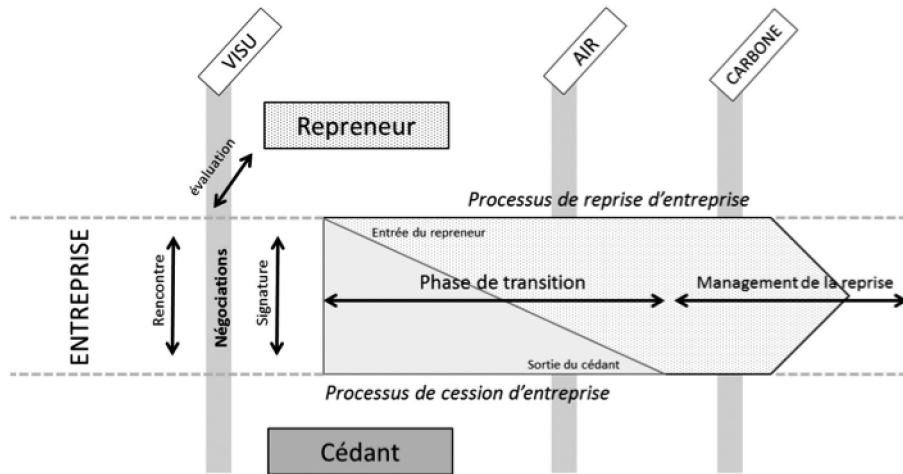 VISU
AIR
CARBONE
Repreneur
évaluation
Processus de reprise d'entreprise
ENTREPRISE
Rencontre
Négociations
Signature
Entrée du repreneur
Phase de transition
Management de la reprise
Sortie du cédant
Processus de cession d'entreprise
Cédant